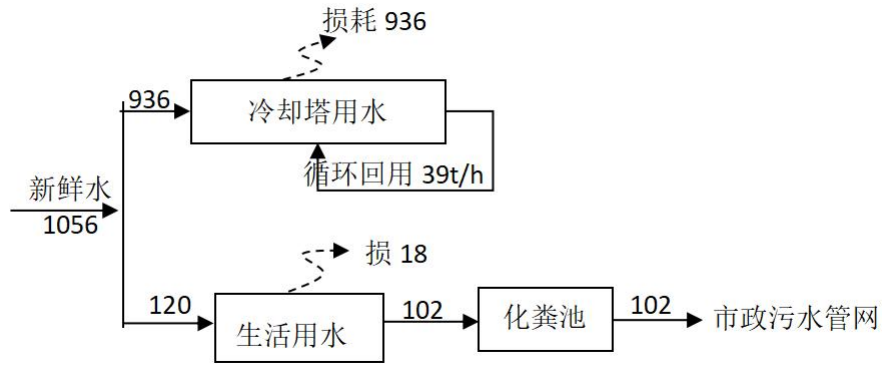 损耗 936
936
冷却塔用水
循环回用 39t/h
新鲜水
1056
损 18
120
生活用水
102
化粪池
102
市政污水管网